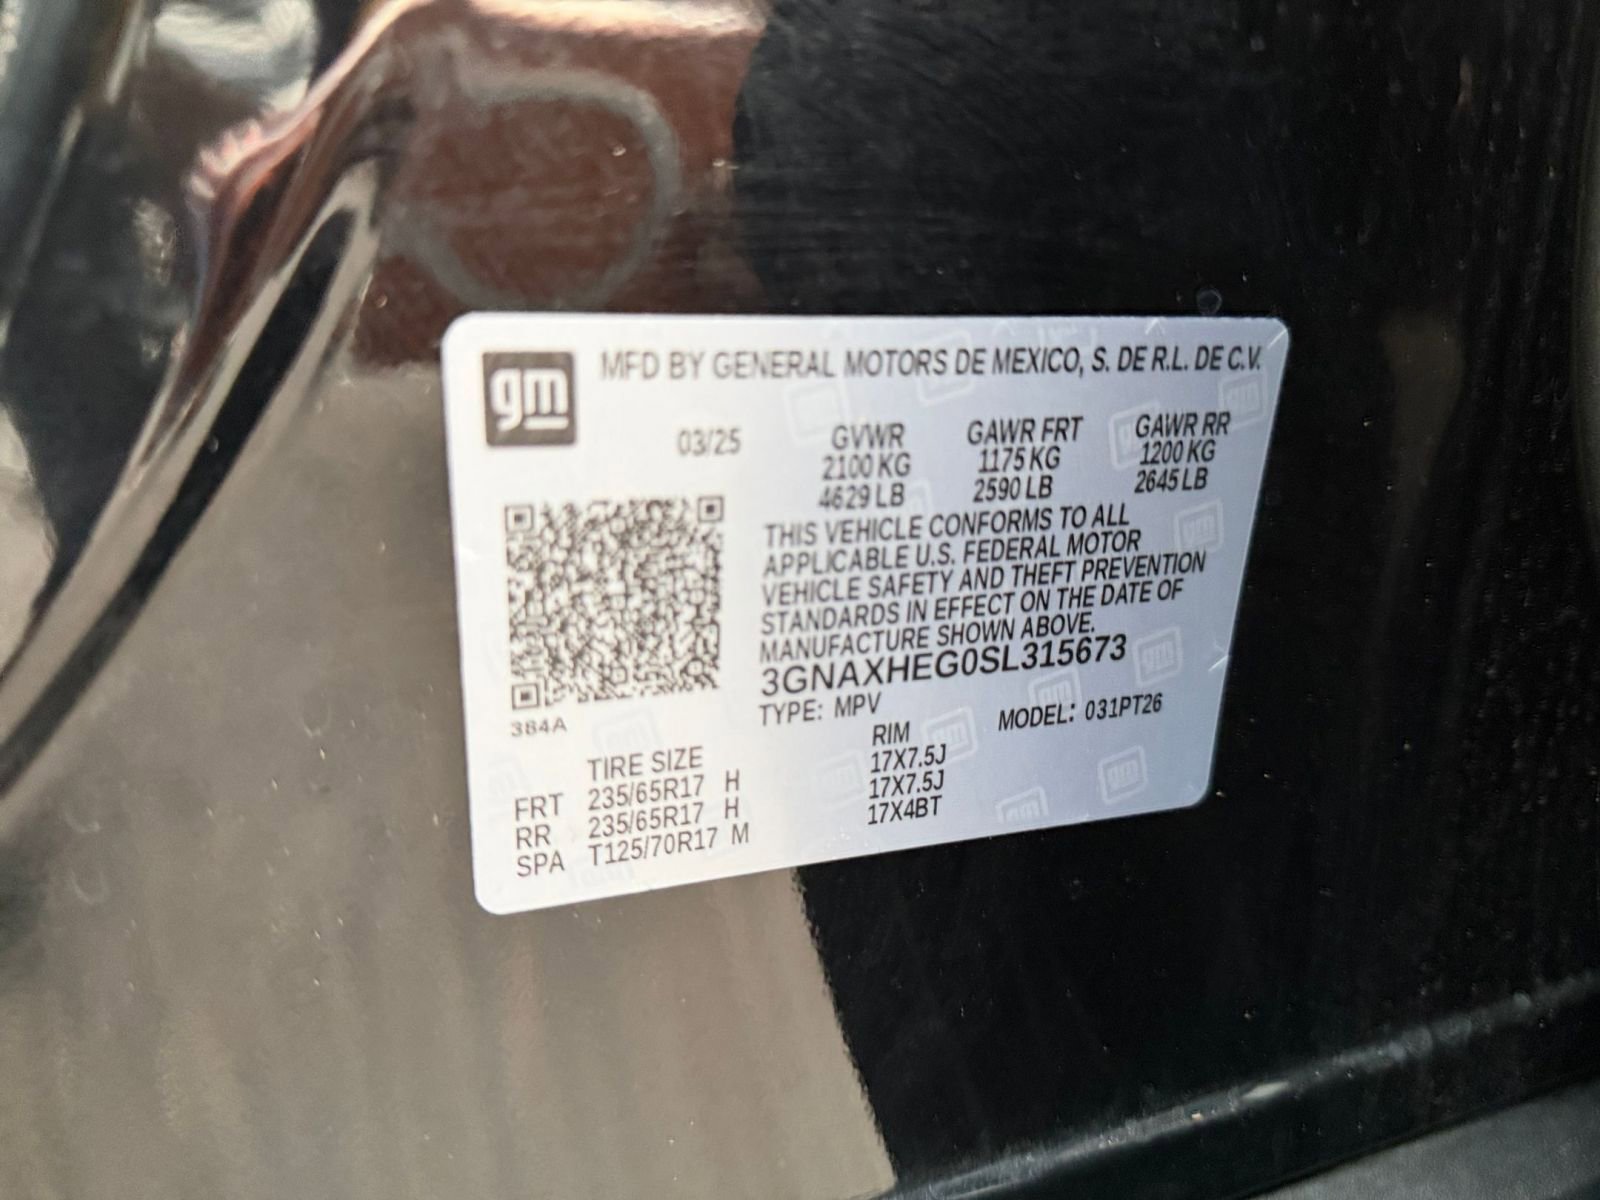 gm
MFD BY GENERAL MOTORS DE MEXICO, S. DE R.L. DE C.V.
03/25
GVWR GAWR FRT GAWR RR
2100 KG 1175 KG 1200 KG
4629 LB 2590 LB 2645 LB
THIS VEHICLE CONFORMS TO ALL
APPLICABLE U.S. FEDERAL MOTOR
VEHICLE SAFETY AND THEFT PREVENTION
STANDARDS IN EFFECT ON THE DATE OF
MANUFACTURE SHOWN ABOVE.
3GNAXHEG0SL315673
TYPE: MPV MODEL: 031PT26
384A
TIRE SIZE RIM
FRT 235/65R17 H 17X7.5J
RR 235/65R17 H 17X7.5J
SPA T125/70R17 M 17X4BT